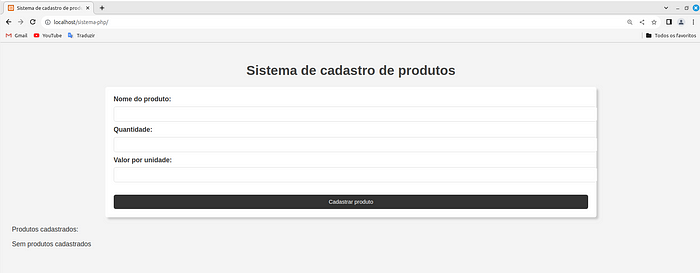 Sistema de cadastro de produt
localhost/sistema-php/
Gmail
YouTube
Traduzir
Todos os favoritos
Sistema de cadastro de produtos
Nome do produto:
Quantidade:
Valor por unidade:
Cadastrar produto
Produtos cadastrados:
Sem produtos cadastrados